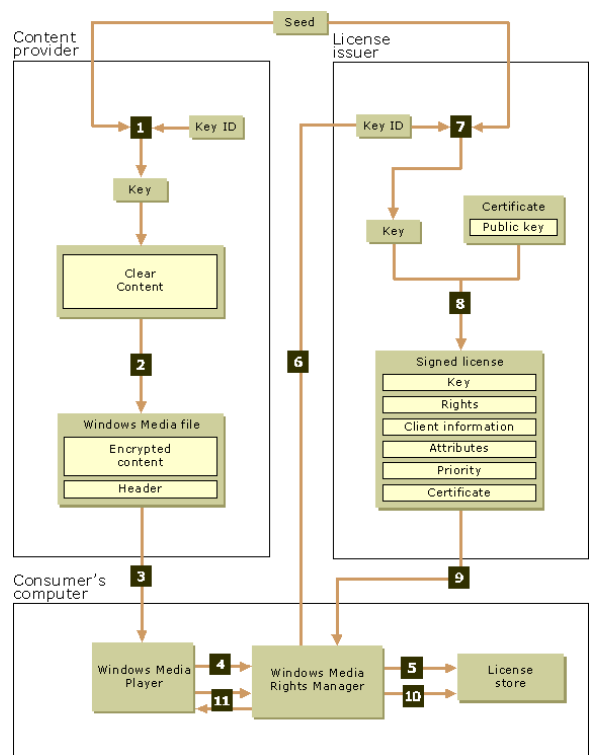 Seed
Content
provider
License
issuer
1
Key ID
Key ID
7
Key
Key
Certificate
Public key
Clear
Content
8
2
6
Signed license
Key
Rights
Client information
Attributes
Priority
Certificate
Windows Media file
Encrypted
content
Header
3
9
Consumer's
computer
Windows Media
Player
4
11
Windows Media
Rights Manager
5
10
License
store